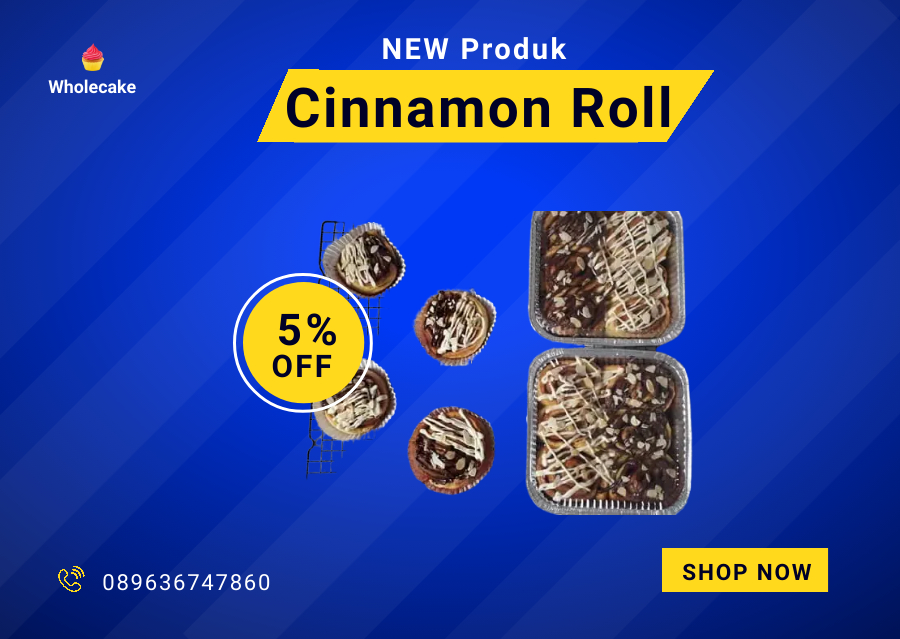 NEW Produk
Wholecake
Cinnamon Roll
5%
OFF
089636747860
SHOP NOW